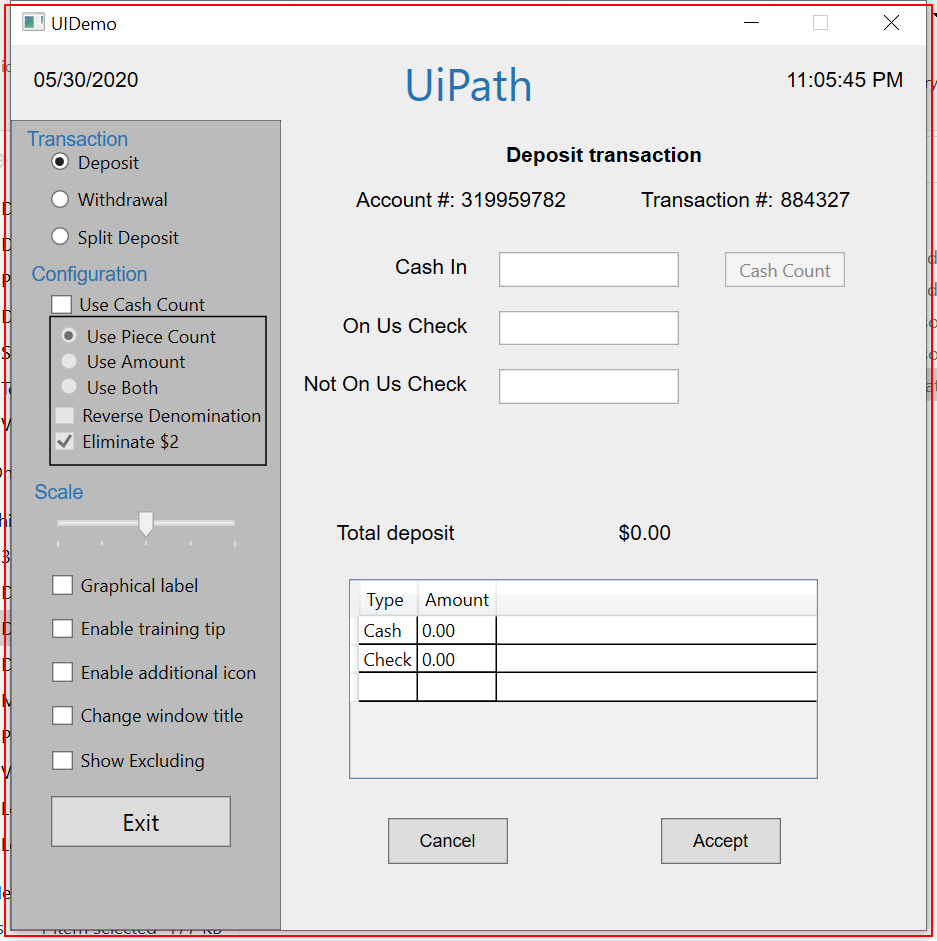 UIDemo
05/30/2020
UiPath
11:05:45 PM
Transaction
Deposit
Withdrawal
Split Deposit
Configuration
Use Cash Count
Use Piece Count
Use Amount
Use Both
Reverse Denomination
Eliminate $2
Scale
Graphical label
Enable training tip
Enable additional icon
Change window title
Show Excluding
Exit
Deposit transaction
Account #: 319959782 Transaction #: 884327
Cash In
Cash Count
On Us Check
Not On Us Check
Total deposit $0.00
Type Amount
Cash 0.00
Check 0.00
Cancel Accept